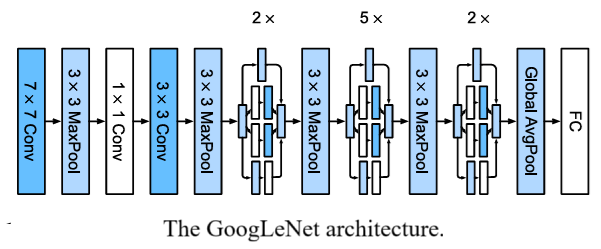 2 ×
5 ×
2 ×
7 × 7 Conv
3 × 3 MaxPool
1 × 1 Conv
3 × 3 Conv
3 × 3 MaxPool
3 × 3 MaxPool
3 × 3 MaxPool
Global AvgPool
FC
The GoogLeNet architecture.